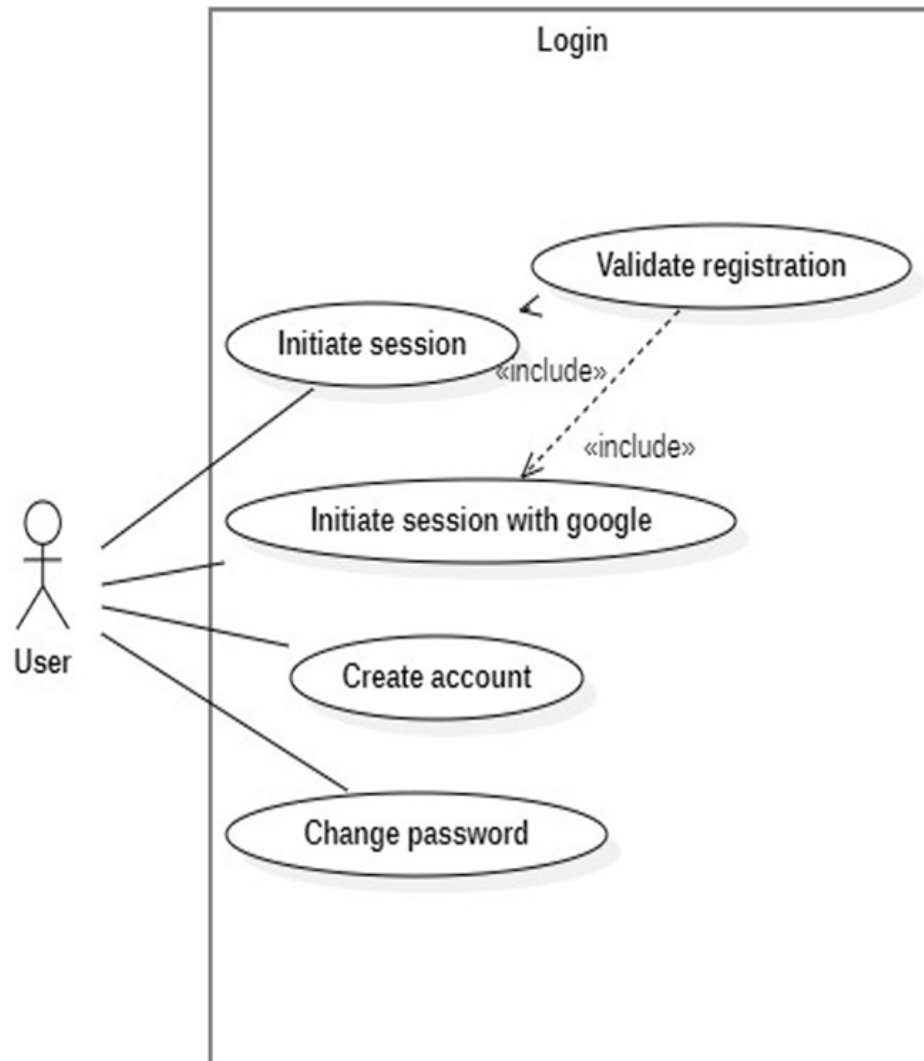 Login
Validate registration
Initiate session
«include»
«include»
Initiate session with google
User
Create account
Change password